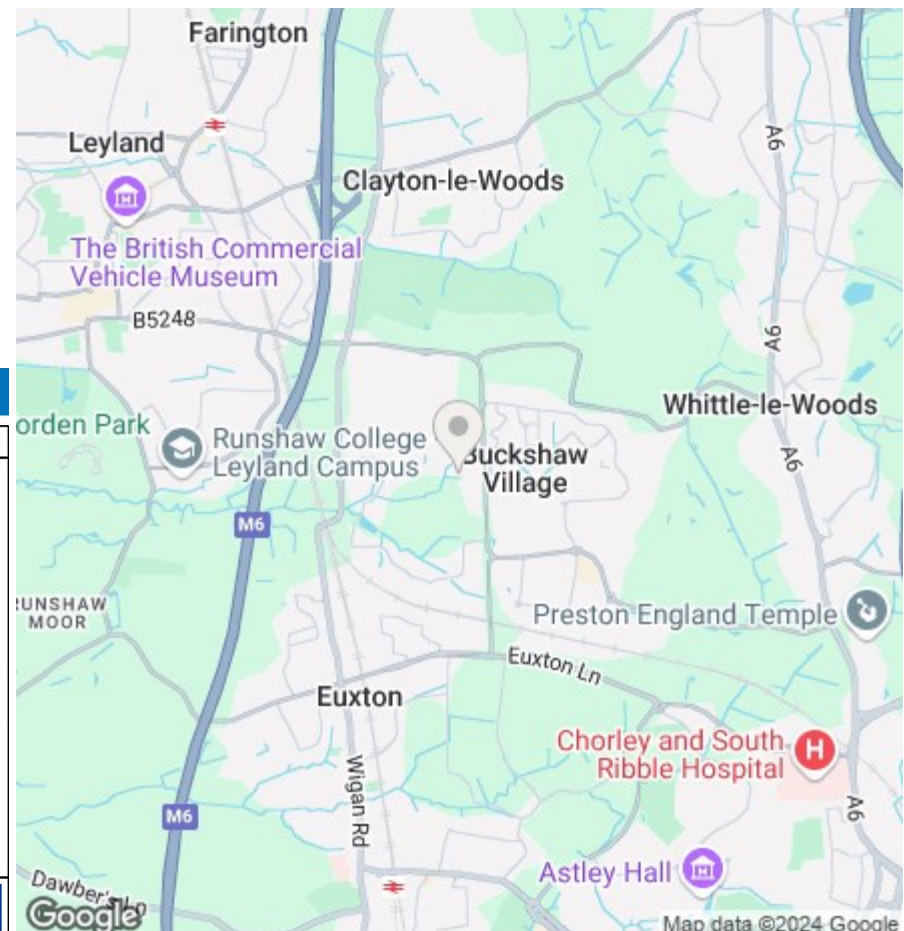 Farington
Leyland
A6
Clayton-le-Woods
The British Commercial
Vehicle Museum
B5248
A6
Whittle-le-Woods
orden Park
Runshaw College
Leyland Campus
Buckshaw
Village
A6
M6
RUNSHAW
MOOR
Preston England Temple
Euxton Ln
Euxton
Chorley and South
Ribble Hospital
H
Wigan Rd
A6
M6
Astley Hall
Dawber's Ln
Google
Map data ©2024 Google